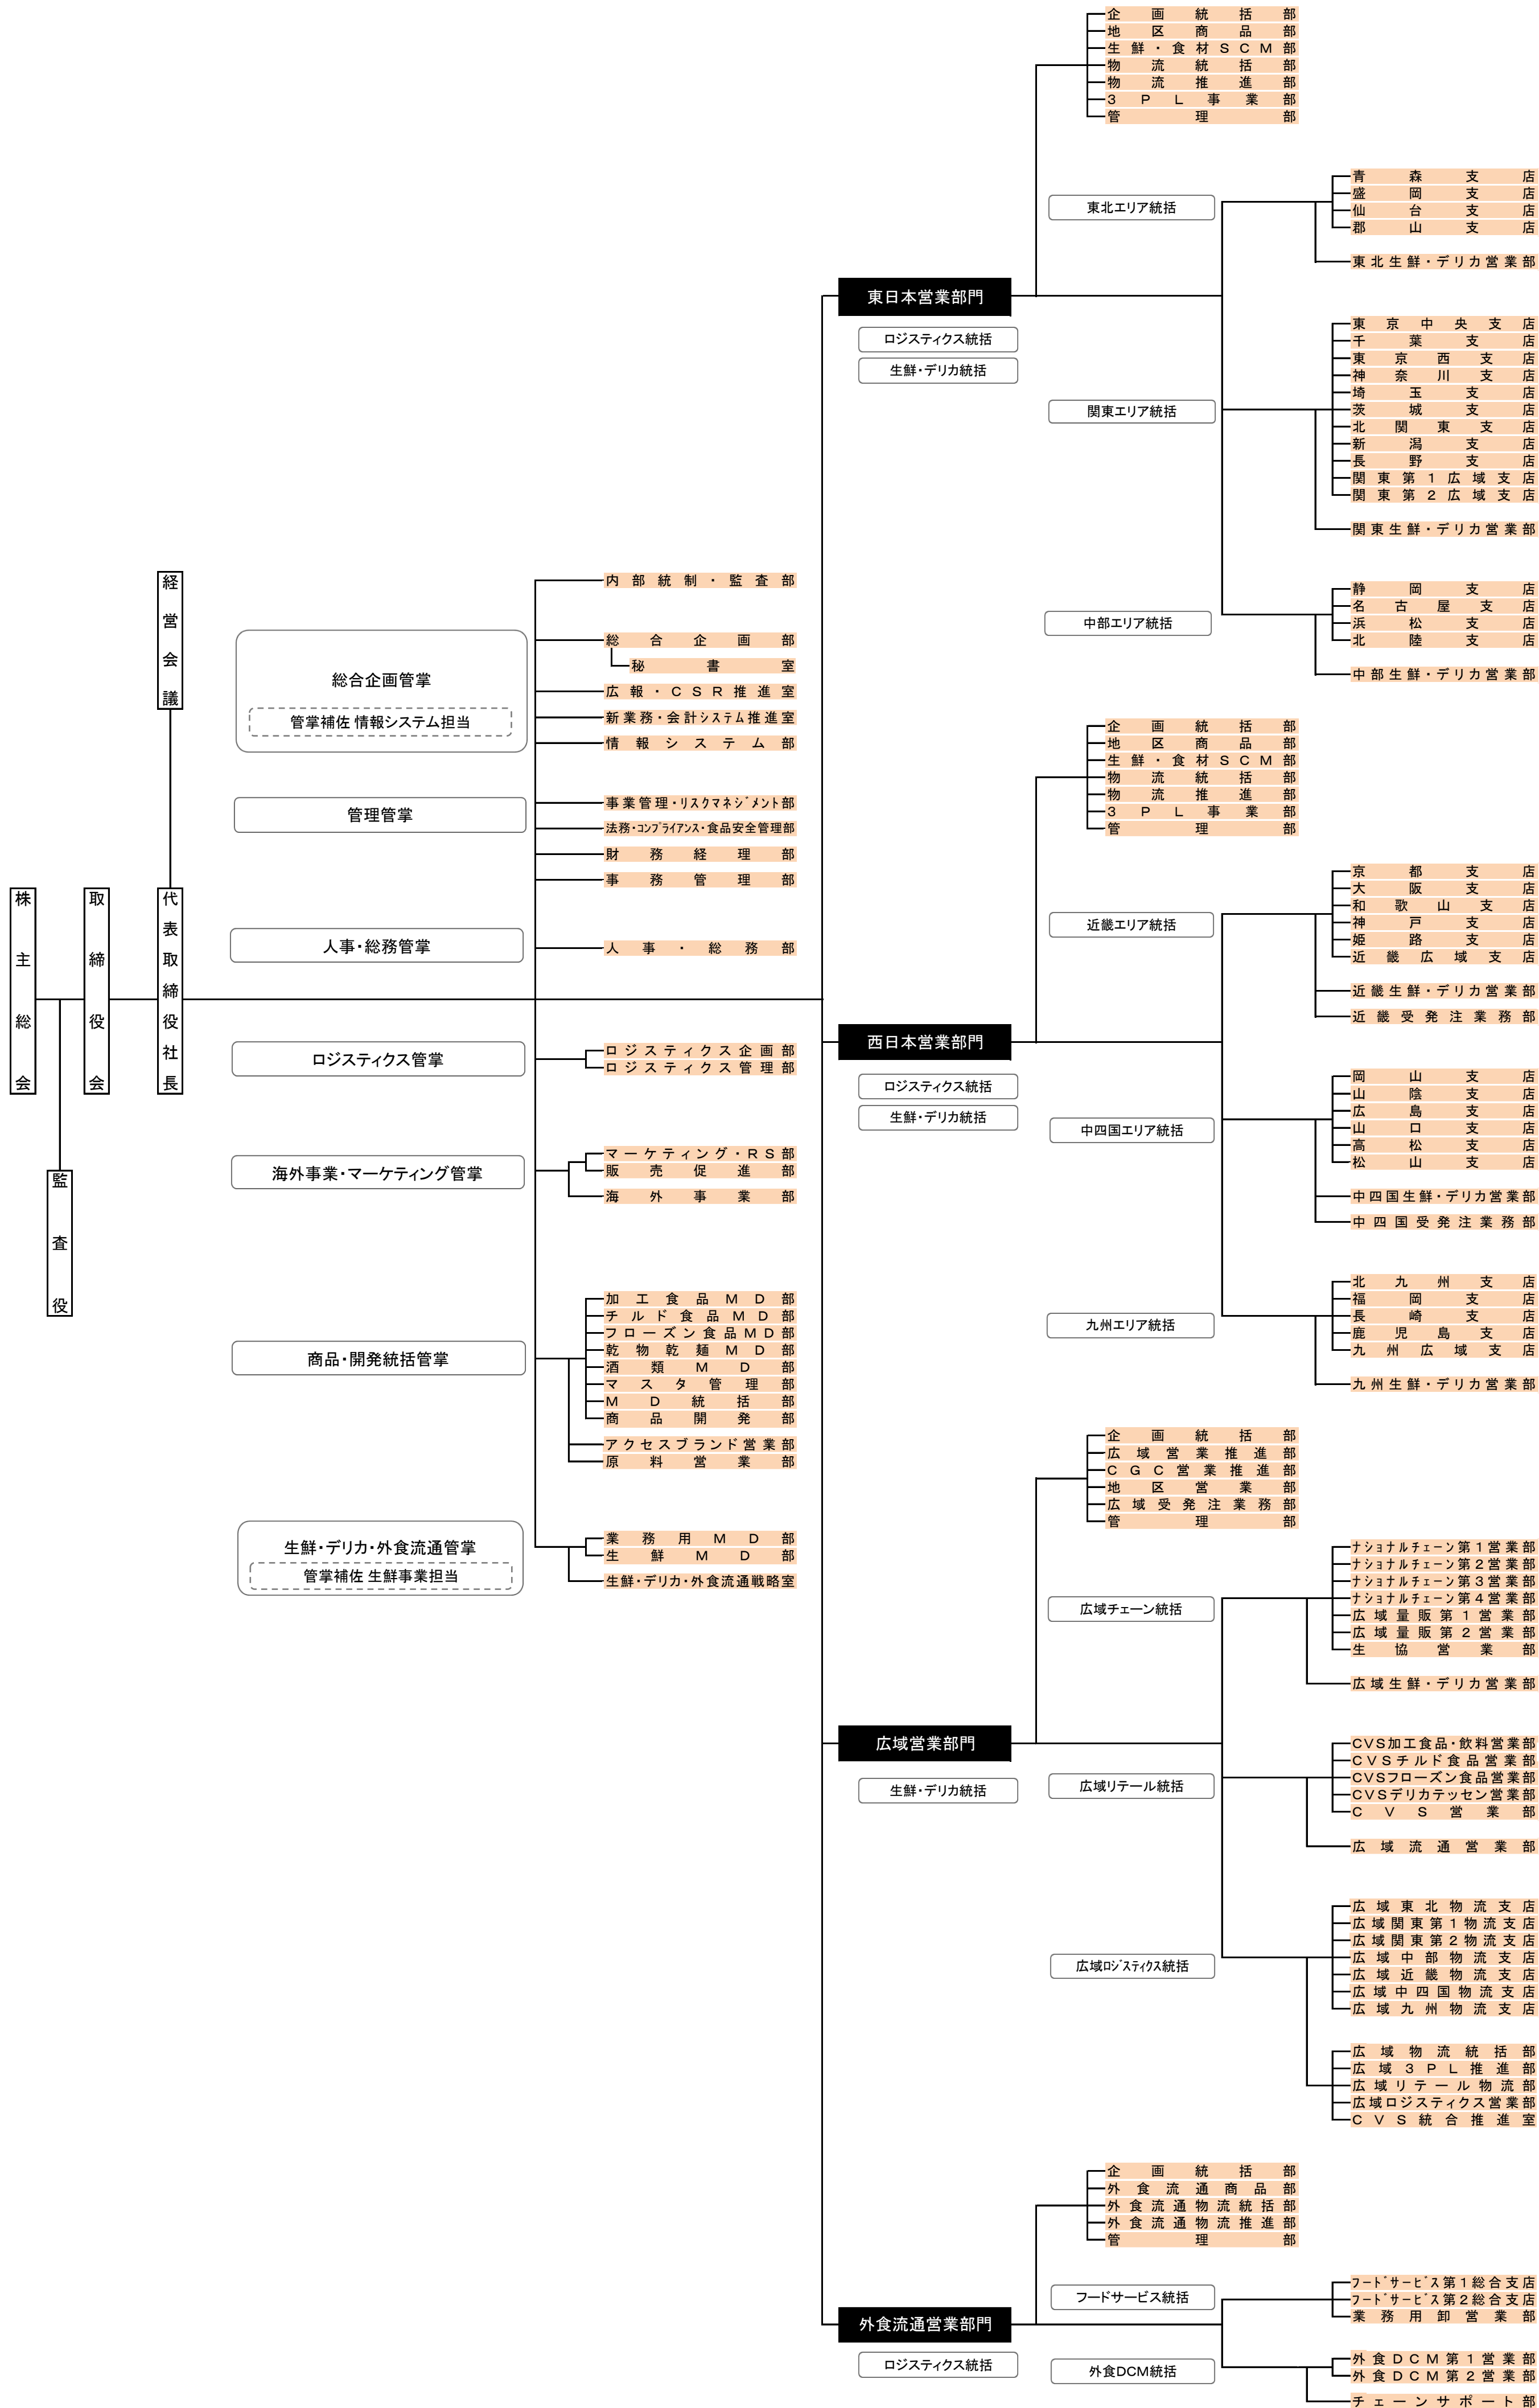 株主総会
監査役
取締役会
経営会議
代表取締役社長
総合企画管掌
管掌補佐 情報システム担当
管理管掌
人事・総務管掌
ロジスティクス管掌
海外事業・マーケティング管掌
商品・開発統括管掌
生鮮・デリカ・外食流通管掌
管掌補佐 生鮮事業担当
内部統制・監査部
総合企画部
秘書室
広報・CSR推進室
新業務・会計システム推進室
情報システム部
事業管理・リスクマネジメント部
法務・コンプライアンス・食品安全管理部
財務経理部
事務管理部
人事・総務部
ロジスティクス企画部
ロジスティクス管理部
マーケティング・RS部
販売促進部
海外事業部
加工食品MD部
チルド食品MD部
フローズン食品MD部
乾物乾麺MD部
酒類MD部
マスタ管理部
MD統括部
商品開発部
アクセスブランド営業部
原料営業部
業務用MD部
生鮮MD部
生鮮・デリカ・外食流通戦略室
東日本営業部門
ロジスティクス統括
生鮮・デリカ統括
企画統括部
地区商品部
生鮮・食材SCM部
物流統括部
物流推進部
3PL事業部
管理部
東北エリア統括
青森支店
盛岡支店
仙台支店
郡山支店
東北生鮮・デリカ営業部
関東エリア統括
東京中央支店
千葉支店
東京西支店
神奈川支店
埼玉支店
茨城支店
北関東支店
新潟支店
長野支店
関東第1広域支店
関東第2広域支店
関東生鮮・デリカ営業部
中部エリア統括
静岡支店
名古屋支店
浜松支店
北陸支店
中部生鮮・デリカ営業部
西日本営業部門
ロジスティクス統括
生鮮・デリカ統括
企画統括部
地区商品部
生鮮・食材SCM部
物流統括部
物流推進部
3PL事業部
管理部
近畿エリア統括
京都支店
大阪支店
和歌山支店
神戸支店
姫路支店
近畿広域支店
近畿生鮮・デリカ営業部
近畿受発注業務部
中四国エリア統括
岡山支店
山陰支店
広島支店
山口支店
高松支店
松山支店
中四国生鮮・デリカ営業部
中四国受発注業務部
九州エリア統括
北九州支店
福岡支店
長崎支店
鹿児島支店
九州広域支店
九州生鮮・デリカ営業部
広域営業部門
生鮮・デリカ統括
企画統括部
広域営業推進部
CGC営業推進部
地区営業部
広域受発注業務部
管理部
広域チェーン統括
ナショナルチェーン第1営業部
ナショナルチェーン第2営業部
ナショナルチェーン第3営業部
ナショナルチェーン第4営業部
広域量販第1営業部
広域量販第2営業部
生協営業部
広域生鮮・デリカ営業部
広域リテール統括
CVS加工食品・飲料営業部
CVSチルド食品営業部
CVSフローズン食品営業部
CVSデリカテッセン営業部
CVS営業部
広域流通営業部
広域ロジスティクス統括
広域東北物流支店
広域関東第1物流支店
広域関東第2物流支店
広域中部物流支店
広域近畿物流支店
広域中四国物流支店
広域九州物流支店
広域物流統括部
広域3PL推進部
広域リテール物流部
広域ロジスティクス営業部
CVS統合推進室
外食流通営業部門
ロジスティクス統括
企画統括部
外食流通商品部
外食流通物流統括部
外食流通物流推進部
管理部
フードサービス統括
フードサービス第1総合支店
フードサービス第2総合支店
業務用卸営業部
外食DCM統括
外食DCM第1営業部
外食DCM第2営業部
チェーンサポート部